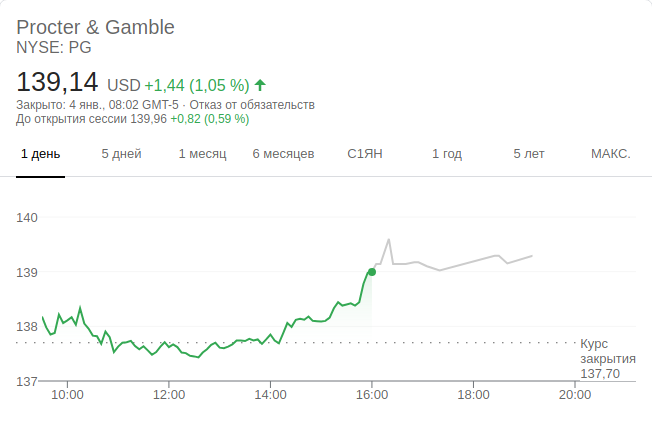 Procter & Gamble
NYSE: PG
139,14 USD +1,44 (1,05 %)
Закрыто: 4 янв., 08:02 GMT-5 · Отказ от обязательств
До открытия сессии 139,96 +0,82 (0,59 %)
1 день 5 дней 1 месяц 6 месяцев С1ЯН 1 год 5 лет МАКС.
140
139
138
Курс
закрытия
137,70
137
10:00 12:00 14:00 16:00 18:00 20:00